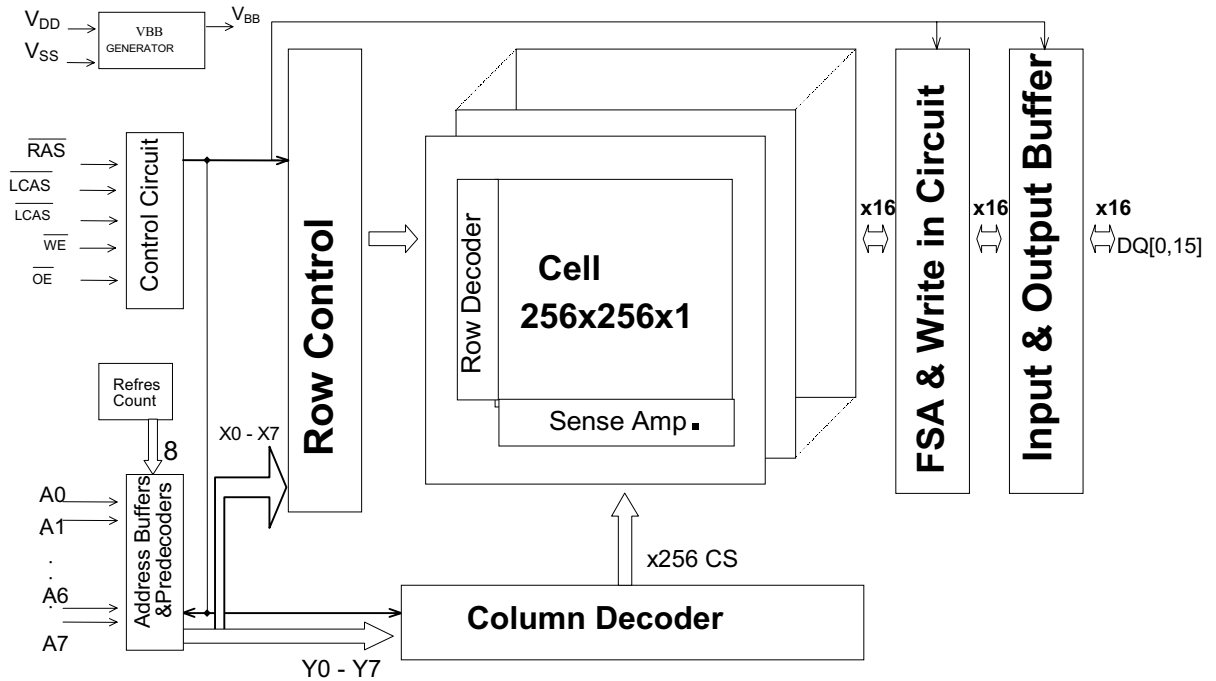 VDD
VSS
VBB
GENERATOR
VBB
RAS
LCAS
LCAS
WE
OE
Control Circuit
Row Control
Row Decoder
Cell
256x256x1
Sense Amp.
x16
FSA & Write in Circuit
x16
Input & Output Buffer
x16
DQ[0,15]
Refres
Count
8
X0 - X7
A0
A1
.
.
.
A6
.
A7
Address Buffers
&Predecoders
x256 CS
Column Decoder
Y0 - Y7